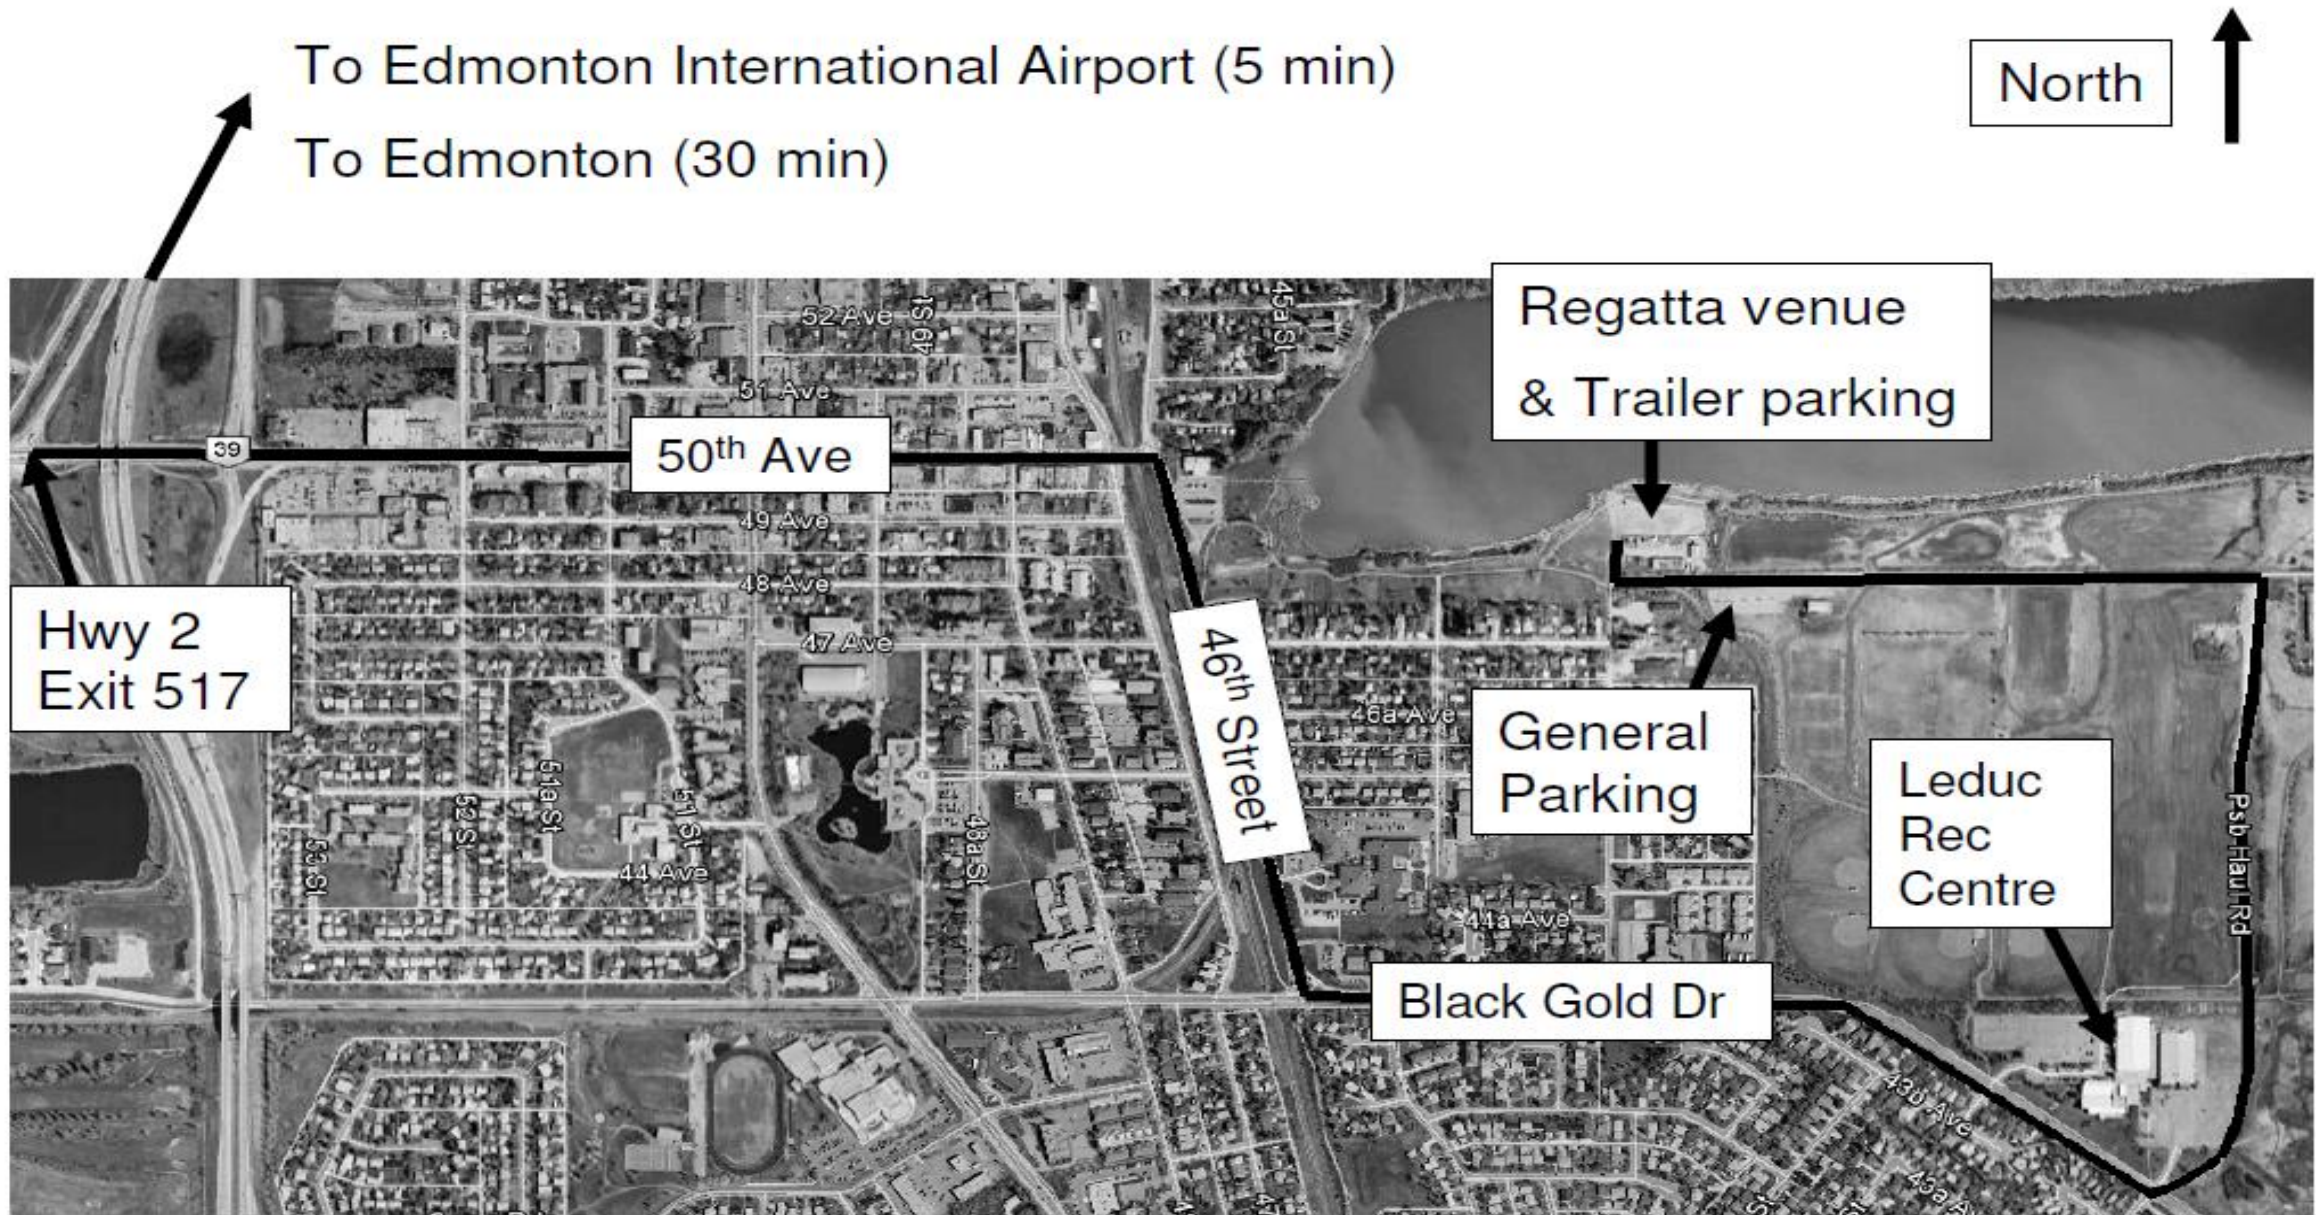 To Edmonton International Airport (5 min)
To Edmonton (30 min)
North
Regatta venue
& Trailer parking
52 Ave
49 St
45a St
51 Ave
39
50th Ave
49 Ave
48 Ave
47 Ave
Hwy 2
Exit 517
46th Street
46a Ave
General
Parking
Leduc
Rec
Centre
51a St
52 St
51 St
53 St
48a St
44 Ave
44a Ave
Psb Hau Rd
Black Gold Dr
43b Ave